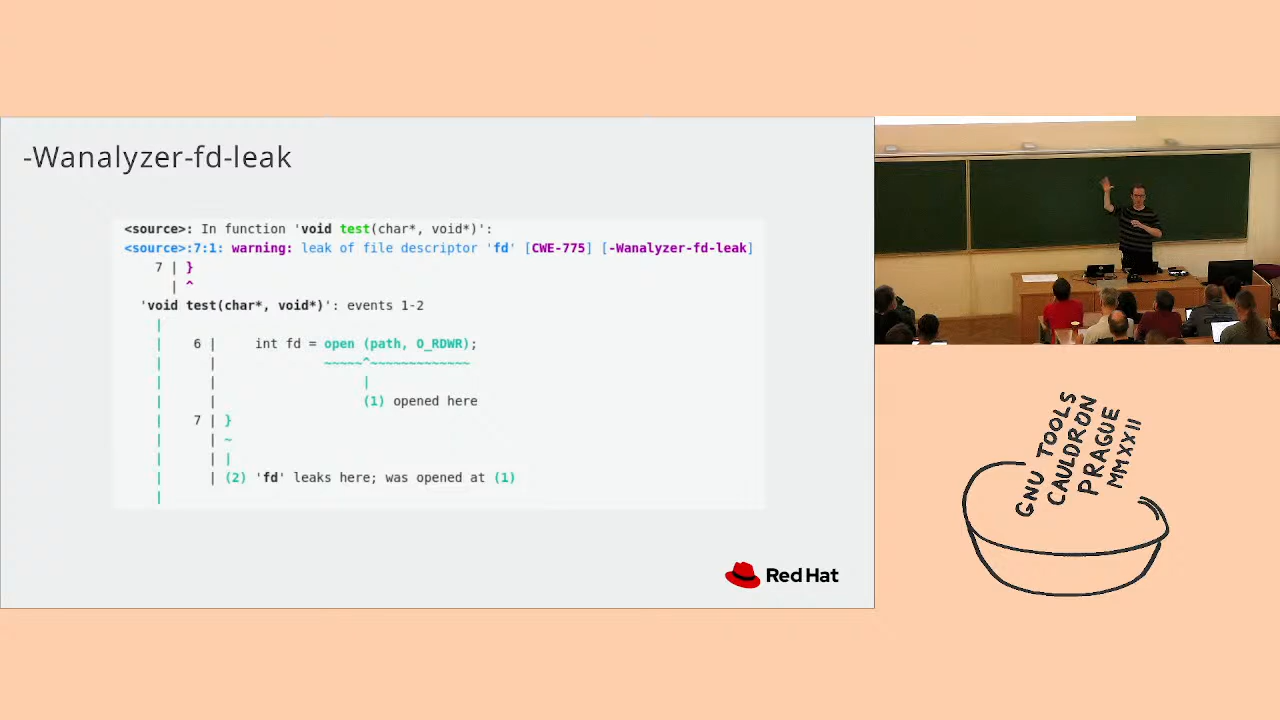 -Wanalyzer-fd-leak
<source>: In function 'void test(char*, void*)':
<source>:7:1: warning: leak of file descriptor 'fd' [CWE-775] [-Wanalyzer-fd-leak]
7 | }
| ^
'void test(char*, void*)': events 1-2
|
| 6 | int fd = open (path, O_RDWR);
| | ~~~~~^~~~~~~~~~~~~
| | |
| | (1) opened here
| 7 | }
| | ~
| | |
| | (2) 'fd' leaks here; was opened at (1)
|
Red Hat
GNU TOOLS
CAULDRON
PRAGUE
MMXXII